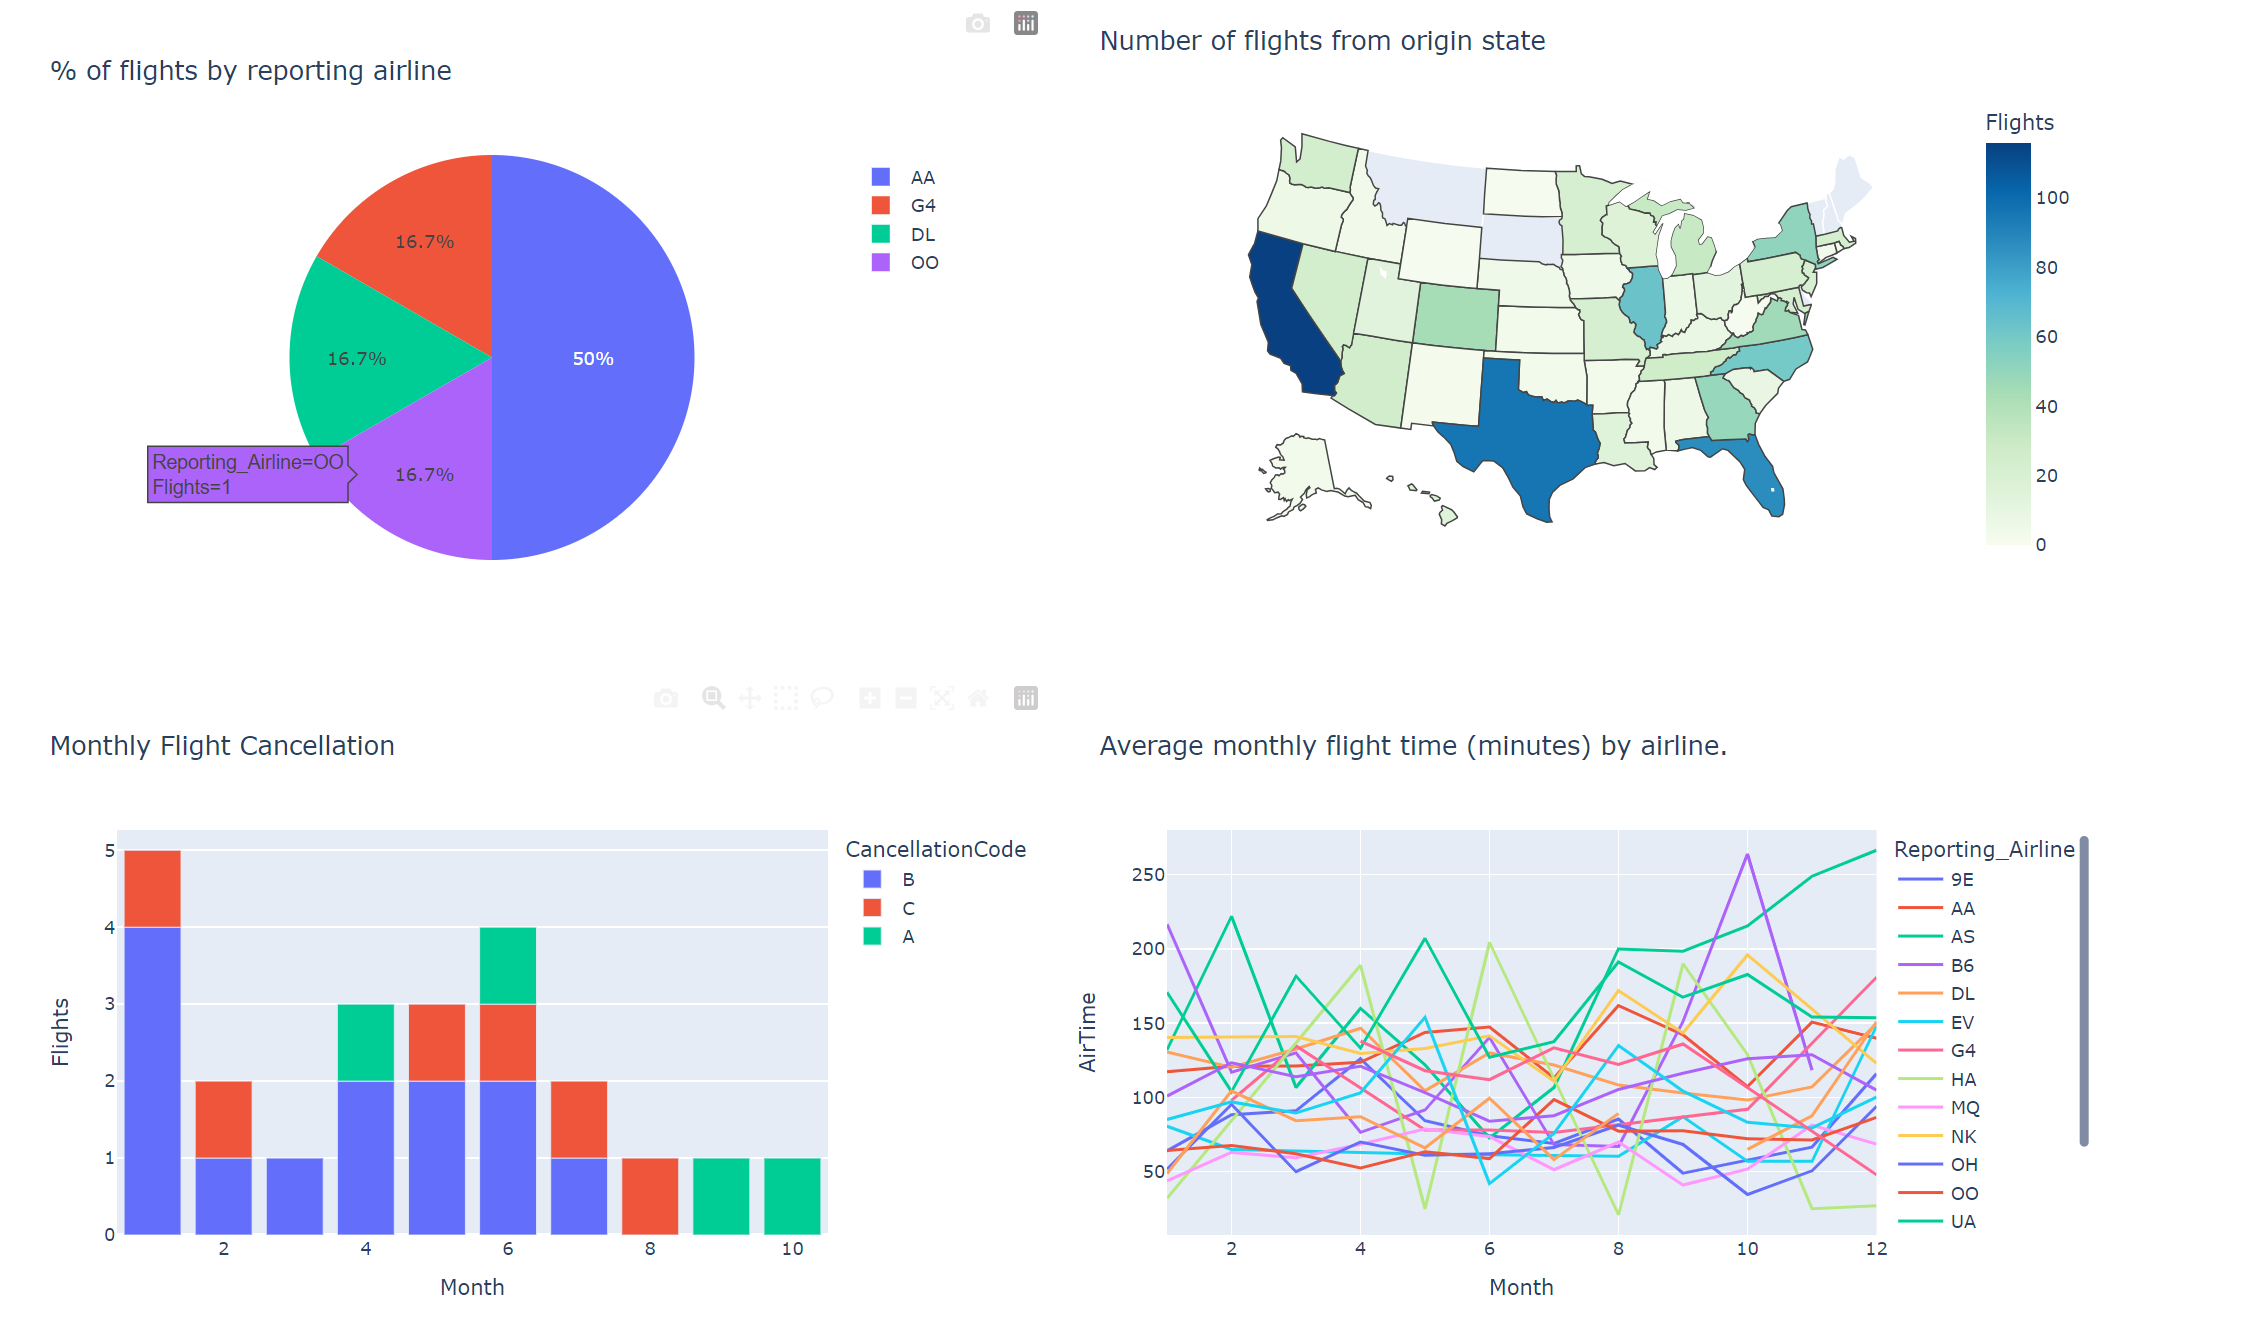 % of flights by reporting airline
16.7%
16.7%
50%
16.7%
Reporting_Airline=OO
Flights=1
AA
G4
DL
OO
Number of flights from origin state
Flights
100
80
60
40
20
0
Monthly Flight Cancellation
Flights
5
4
3
2
1
0
2
4
6
8
10
Month
CancellationCode
B
C
A
Average monthly flight time (minutes) by airline.
AirTime
250
200
150
100
50
2
4
6
8
10
12
Month
Reporting_Airline
9E
AA
AS
B6
DL
EV
G4
HA
MQ
NK
OH
OO
UA